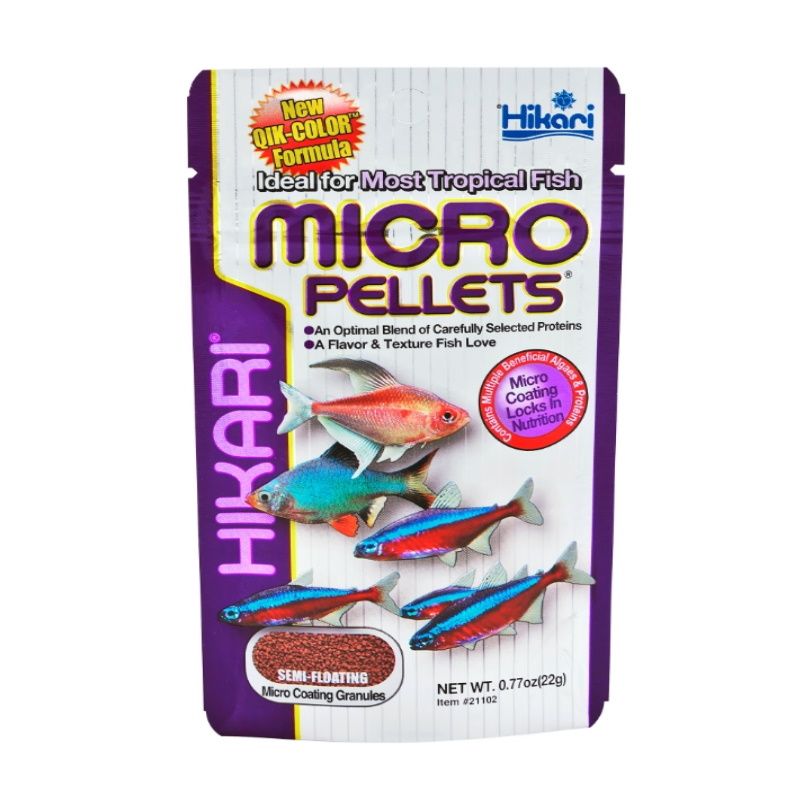 New
QIK-COLOR™
Formula
Hikari
Ideal for Most Tropical Fish
MICRO
PELLETS®
●An Optimal Blend of Carefully Selected Proteins
●A Flavor & Texture Fish Love
HIKARI®
Contains Multiple Beneficial Algaes & Proteins
Micro
Coating
Locks In
Nutrition
SEMI-FLOATING
Micro Coating Granules
NET WT. 0.77oz(22g)
Item #21102